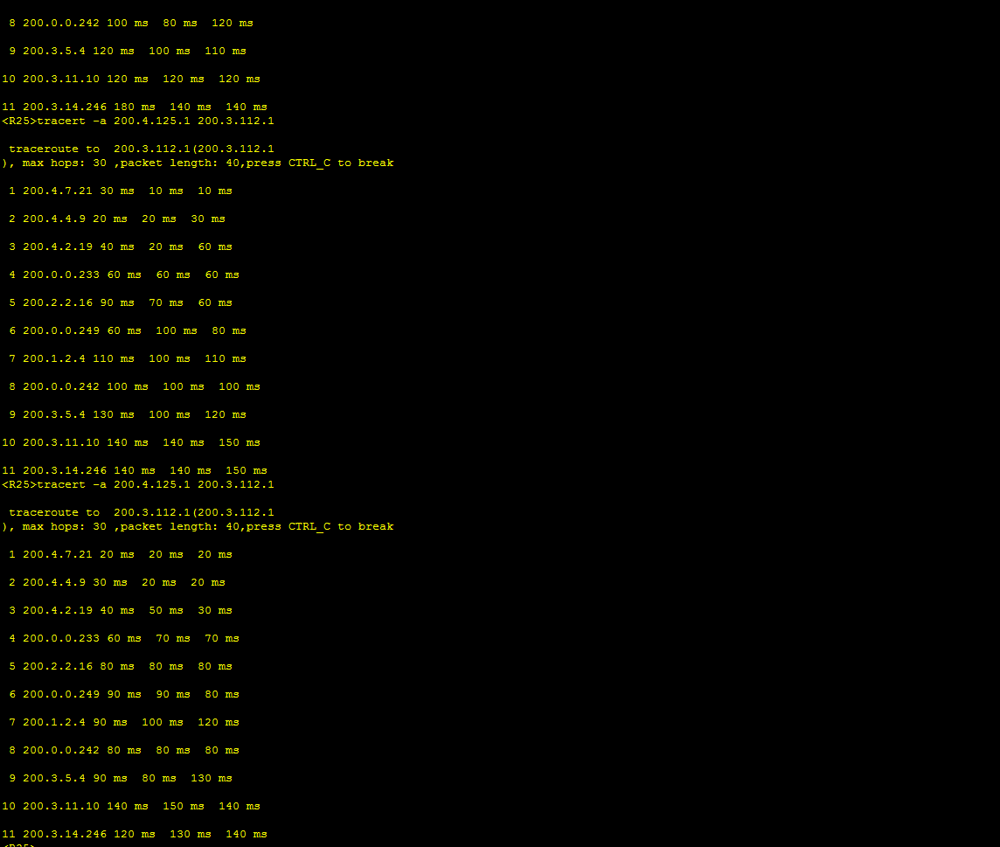 8 200.0.0.242 100 ms  80 ms  120 ms
 9 200.3.5.4 120 ms  100 ms  110 ms
10 200.3.11.10 120 ms  120 ms  120 ms
11 200.3.14.246 180 ms  140 ms  140 ms
<R25>tracert -a 200.4.125.1 200.3.112.1
 traceroute to  200.3.112.1(200.3.112.1
), max hops: 30 ,packet length: 40,press CTRL_C to break
 1 200.4.7.21 30 ms  10 ms  10 ms
 2 200.4.4.9 20 ms  20 ms  30 ms
 3 200.4.2.19 40 ms  20 ms  60 ms
 4 200.0.0.233 60 ms  60 ms  60 ms
 5 200.2.2.16 90 ms  70 ms  60 ms
 6 200.0.0.249 60 ms  100 ms  80 ms
 7 200.1.2.4 110 ms  100 ms  110 ms
 8 200.0.0.242 100 ms  100 ms  100 ms
 9 200.3.5.4 130 ms  100 ms  120 ms
10 200.3.11.10 140 ms  140 ms  150 ms
11 200.3.14.246 140 ms  140 ms  150 ms
<R25>tracert -a 200.4.125.1 200.3.112.1
 traceroute to  200.3.112.1(200.3.112.1
), max hops: 30 ,packet length: 40,press CTRL_C to break
 1 200.4.7.21 20 ms  20 ms  20 ms
 2 200.4.4.9 30 ms  20 ms  20 ms
 3 200.4.2.19 40 ms  50 ms  30 ms
 4 200.0.0.233 60 ms  70 ms  70 ms
 5 200.2.2.16 80 ms  80 ms  80 ms
 6 200.0.0.249 90 ms  90 ms  80 ms
 7 200.1.2.4 90 ms  100 ms  120 ms
 8 200.0.0.242 80 ms  80 ms  80 ms
 9 200.3.5.4 90 ms  80 ms  130 ms
10 200.3.11.10 140 ms  150 ms  140 ms
11 200.3.14.246 120 ms  130 ms  140 ms
<R25>